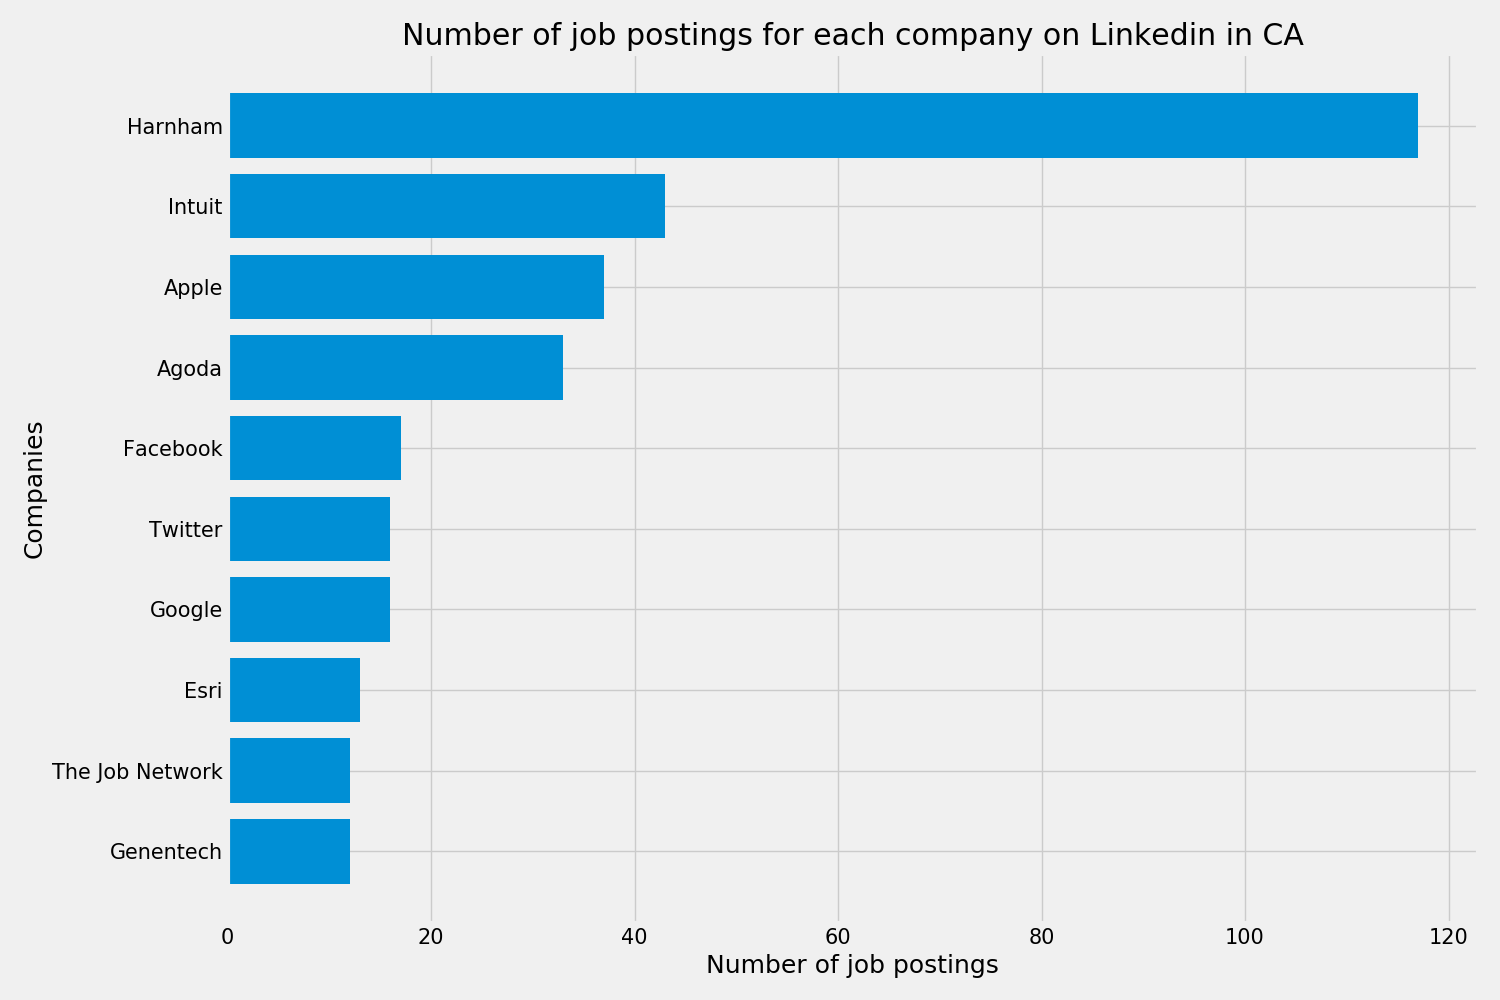 Number of job postings for each company on Linkedin in CA
Companies
Harnham
Intuit
Apple
Agoda
Facebook
Twitter
Google
Esri
The Job Network
Genentech
0 20 40 60 80 100 120
Number of job postings